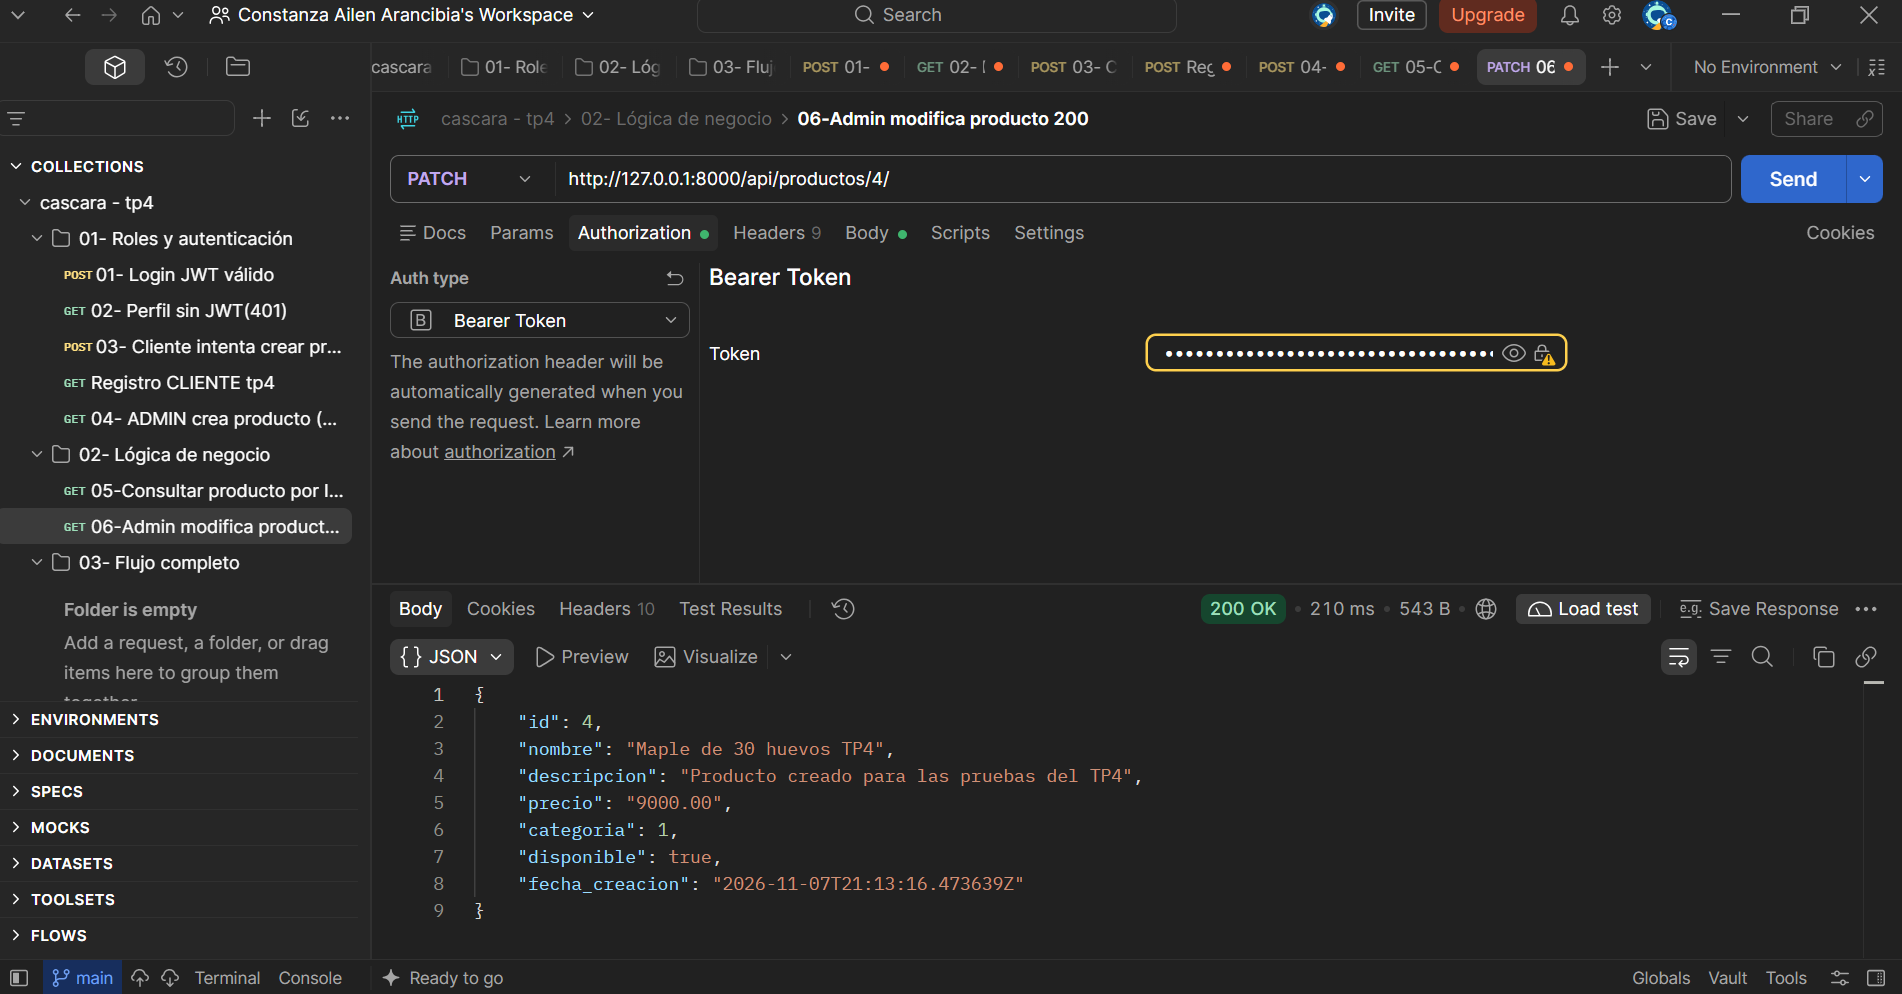 Constanza Ailen Arancibia's Workspace
Search
Invite
Upgrade
cascara
01- Role
02- Lóg
03- Fluj
POST 01-
GET 02-
POST 03- C
POST Reg
POST 04-
GET 05-C
PATCH 06
No Environment
HTTP
cascara - tp4 > 02- Lógica de negocio > 06-Admin modifica producto 200
Save
Share
COLLECTIONS
cascara - tp4
01- Roles y autenticación
POST 01- Login JWT válido
GET 02- Perfil sin JWT(401)
POST 03- Cliente intenta crear pr...
GET Registro CLIENTE tp4
GET 04- ADMIN crea producto (...
02- Lógica de negocio
GET 05-Consultar producto por I...
GET 06-Admin modifica product...
03- Flujo completo
Folder is empty
Add a request, a folder, or drag
items here to group them
ENVIRONMENTS
DOCUMENTS
SPECS
MOCKS
DATASETS
TOOLSETS
FLOWS
PATCH
http://127.0.0.1:8000/api/productos/4/
Send
Docs
Params
Authorization
Headers 9
Body
Scripts
Settings
Cookies
Auth type
B Bearer Token
The authorization header will be
automatically generated when you
send the request. Learn more
about authorization ↗
Bearer Token
Token
Body
Cookies
Headers 10
Test Results
200 OK • 210 ms • 543 B
Load test
e.g. Save Response
{} JSON
Preview
Visualize
1 {
2 "id": 4,
3 "nombre": "Maple de 30 huevos TP4",
4 "descripcion": "Producto creado para las pruebas del TP4",
5 "precio": "9000.00",
6 "categoria": 1,
7 "disponible": true,
8 "fecha_creacion": "2026-11-07T21:13:16.473639Z"
9 }
main
Terminal
Console
Ready to go
Globals
Vault
Tools